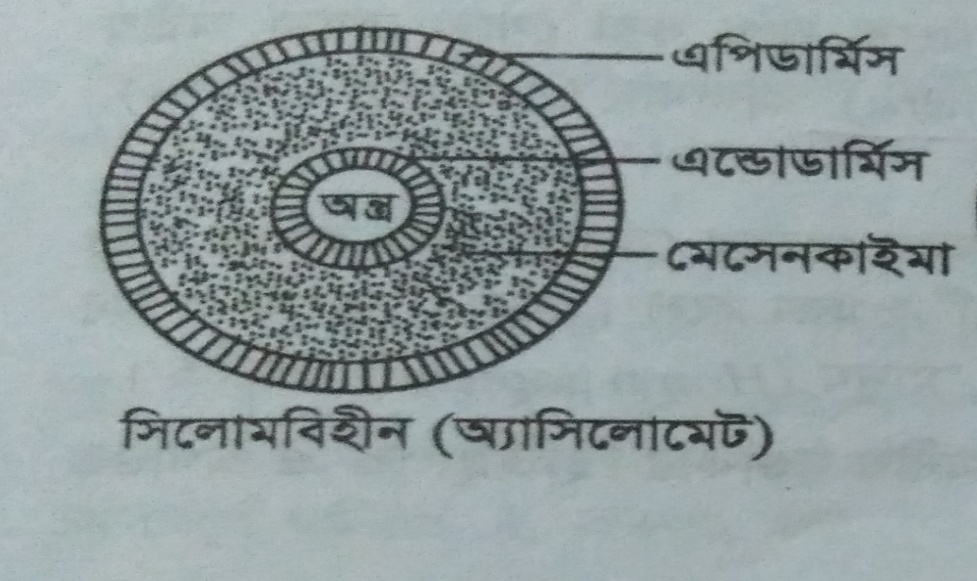 এপিডার্মিস
এন্ডোডার্মিস
অন্ত্র
মেসেনকাইমা
সিলোমবিহীন (অ্যাসিলোমেট)